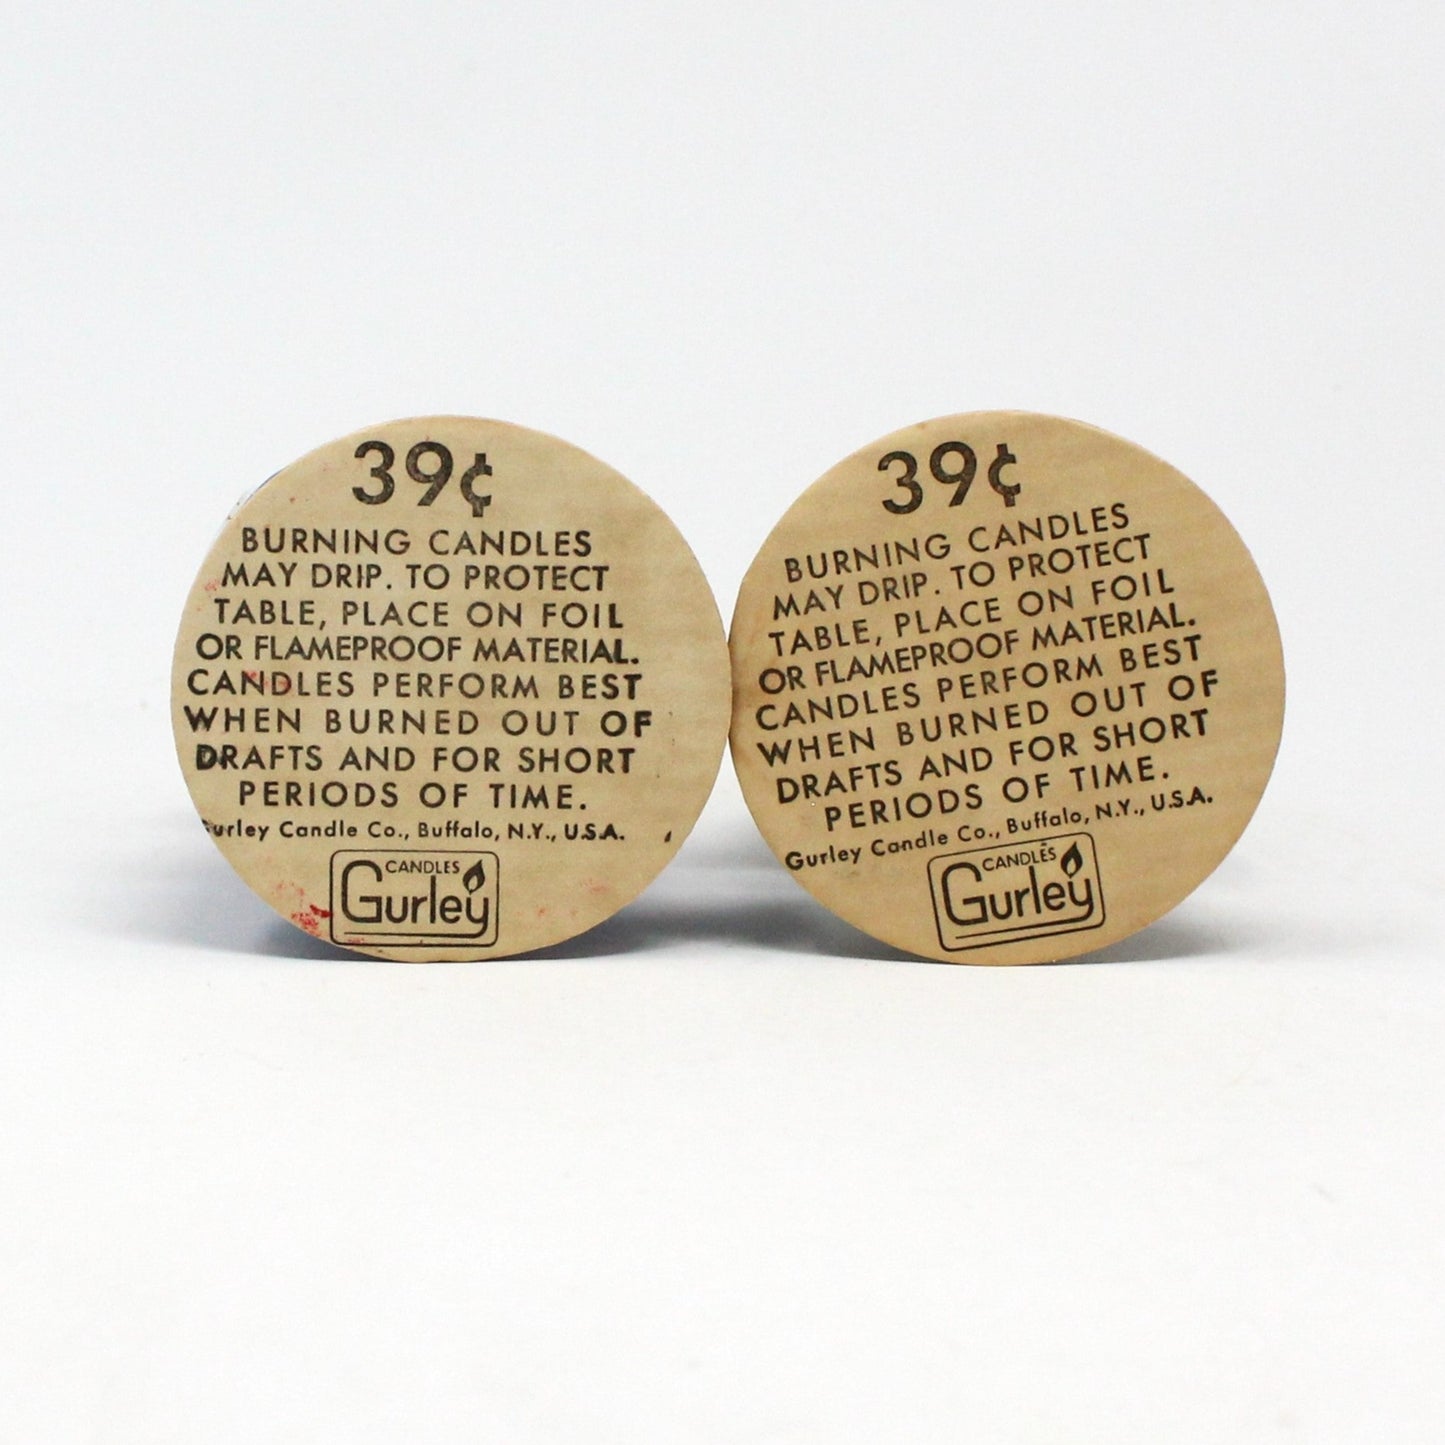 39¢
BURNING CANDLES
MAY DRIP. TO PROTECT
TABLE, PLACE ON FOIL
OR FLAMEPROOF MATERIAL.
CANDLES PERFORM BEST
WHEN BURNED OUT OF
DRAFTS AND FOR SHORT
PERIODS OF TIME.
Gurley Candle Co., Buffalo, N.Y., U.S.A.
CANDLES
Gurley
39¢
BURNING CANDLES
MAY DRIP. TO PROTECT
TABLE, PLACE ON FOIL
OR FLAMEPROOF MATERIAL.
CANDLES PERFORM BEST
WHEN BURNED OUT OF
DRAFTS AND FOR SHORT
PERIODS OF TIME.
Gurley Candle Co., Buffalo, N.Y., U.S.A.
CANDLES
Gurley